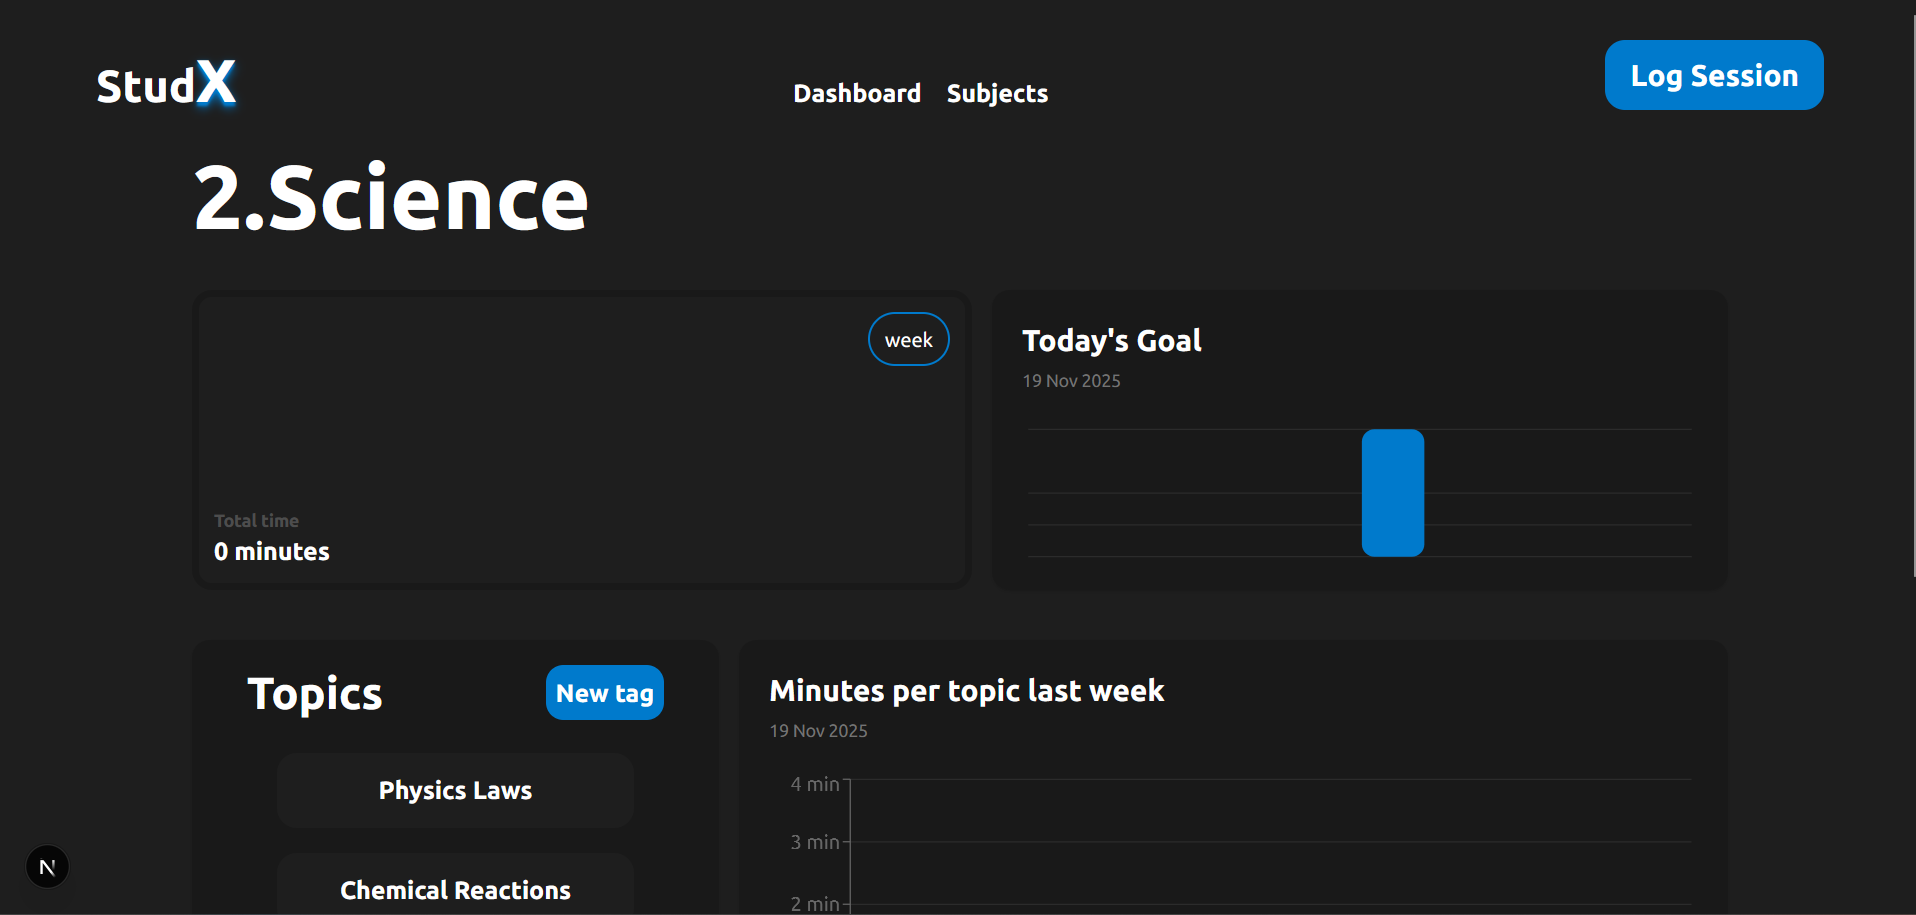 StudX
Dashboard Subjects
Log Session
2.Science
week
Total time
0 minutes
Today's Goal
19 Nov 2025
Topics
New tag
Physics Laws
Chemical Reactions
Minutes per topic last week
19 Nov 2025
4 min
3 min
2 min
N